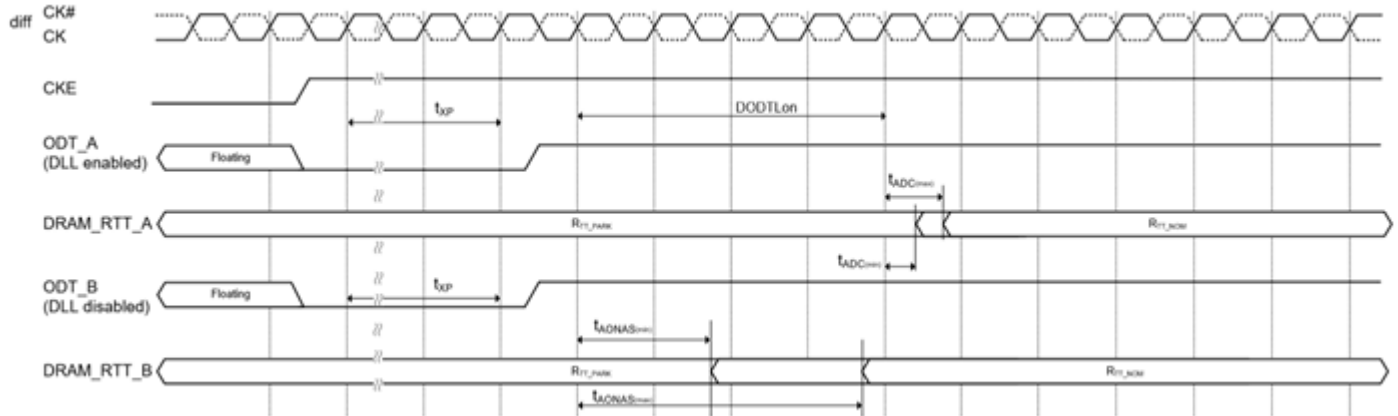 diff CK#
CK
CKE
tXP
DODTLon
ODT_A
(DLL enabled)
Floating
tADC(max)
DRAM_RTT_A
RTT_PARK
RTT_NOM
tADC(min)
ODT_B
(DLL disabled)
Floating
tXP
tAONAS(min)
DRAM_RTT_B
RTT_PARK
RTT_NOM
tAONAS(max)